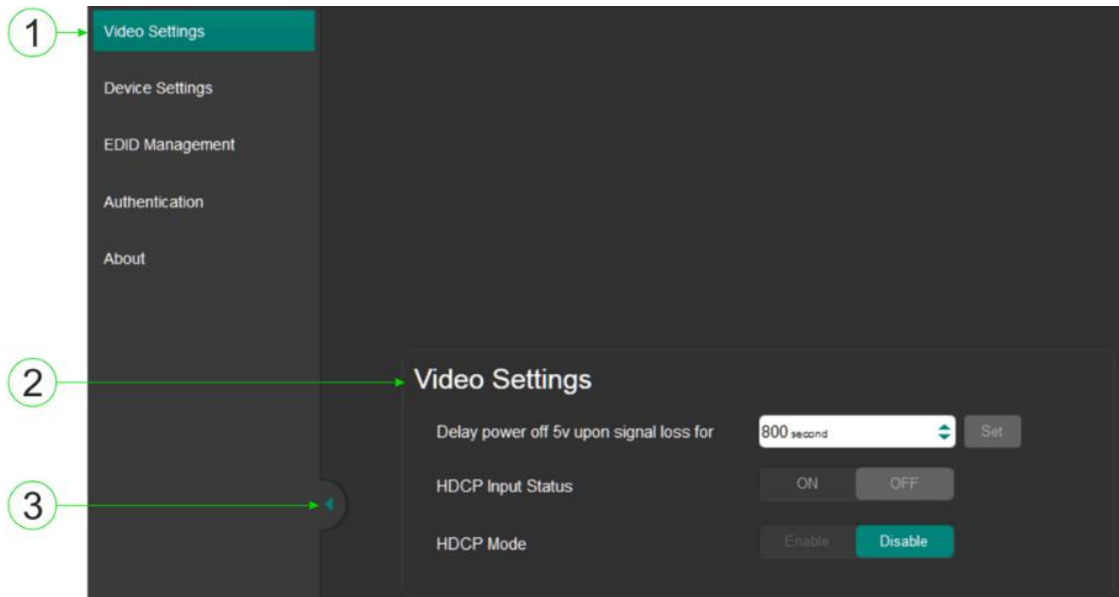 1
Video Settings
Device Settings
EDID Management
Authentication
About
2
Video Settings
Delay power off 5v upon signal loss for 800 second Set
HDCP Input Status ON OFF
3
HDCP Mode Enable Disable